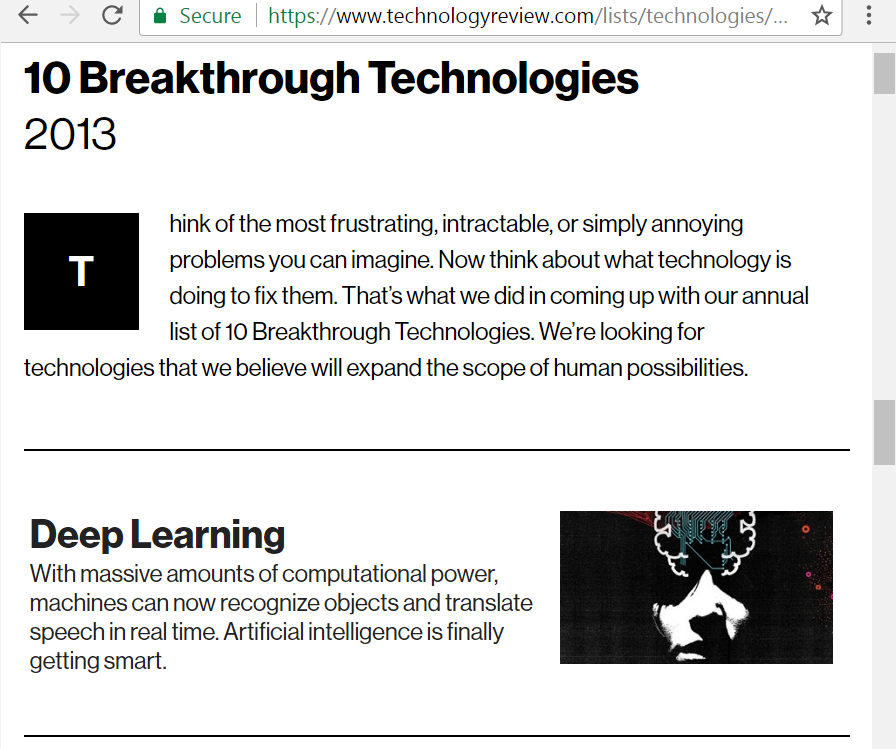 Secure https://www.technologyreview.com/lists/technologies/...
10 Breakthrough Technologies
2013
Think of the most frustrating, intractable, or simply annoying
problems you can imagine. Now think about what technology is
doing to fix them. That's what we did in coming up with our annual
list of 10 Breakthrough Technologies. We're looking for
technologies that we believe will expand the scope of human possibilities.
Deep Learning
With massive amounts of computational power,
machines can now recognize objects and translate
speech in real time. Artificial intelligence is finally
getting smart.